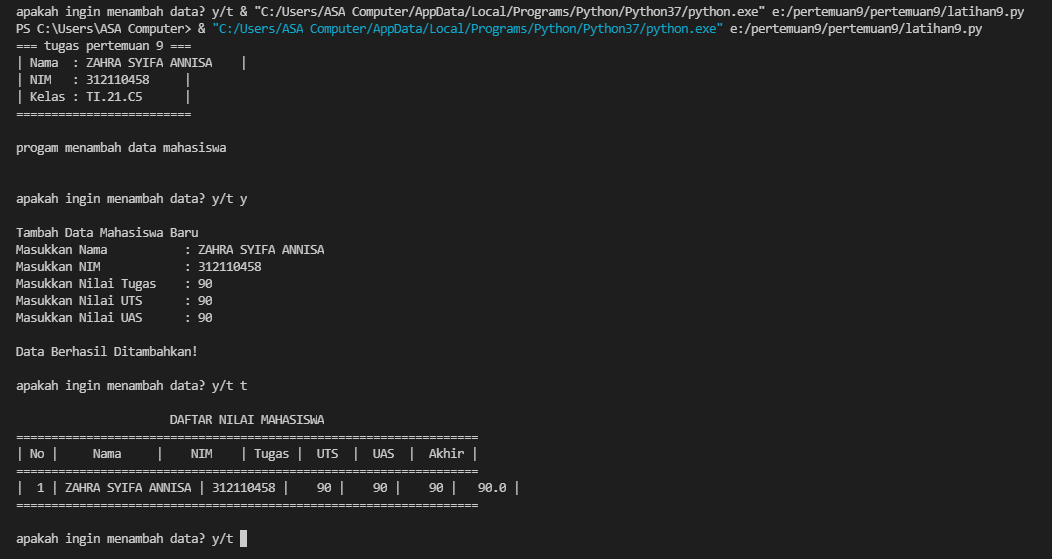 apakah ingin menambah data? y/t & "C:/Users/ASA Computer/AppData/Local/Programs/Python/Python37/python.exe" e:/pertemuan9/pertemuan9/latihan9.py
PS C:\Users\ASA Computer> & "C:/Users/ASA Computer/AppData/Local/Programs/Python/Python37/python.exe" e:/pertemuan9/pertemuan9/latihan9.py
=== tugas pertemuan 9 ===
| Nama  : ZAHRA SYIFA ANNISA    |
| NIM   : 312110458     |
| Kelas : TI.21.C5      |
=========================
progam menambah data mahasiswa
apakah ingin menambah data? y/t y
Tambah Data Mahasiswa Baru
Masukkan Nama           : ZAHRA SYIFA ANNISA
Masukkan NIM            : 312110458
Masukkan Nilai Tugas    : 90
Masukkan Nilai UTS      : 90
Masukkan Nilai UAS      : 90
Data Berhasil Ditambahkan!
apakah ingin menambah data? y/t t
                      DAFTAR NILAI MAHASISWA
==================================================================
| No |     Nama     |    NIM    | Tugas |  UTS  |  UAS  |  Akhir |
==================================================================
|  1 | ZAHRA SYIFA ANNISA | 312110458 |    90 |    90 |    90 |   90.0 |
==================================================================
apakah ingin menambah data? y/t